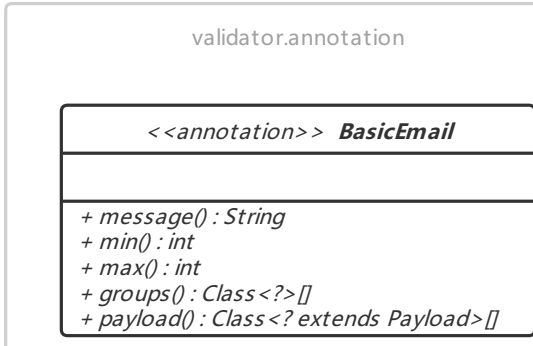 validator.annotation
<<annotation>> BasicEmail
+ message() : String
+ min() : int
+ max() : int
+ groups() : Class<?>[]
+ payload() : Class<? extends Payload>[]